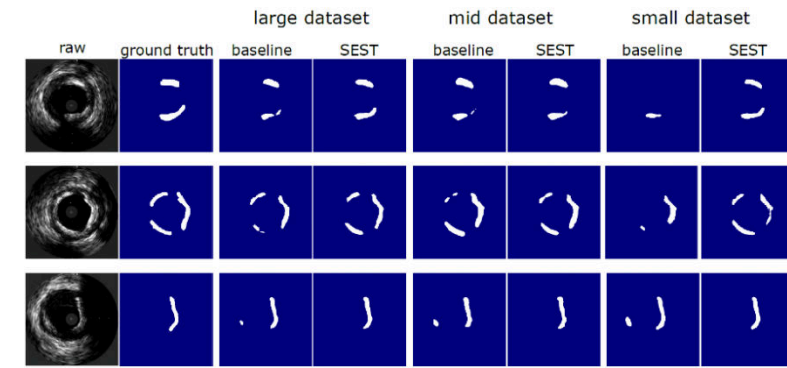 large dataset mid dataset small dataset
raw ground truth baseline SEST baseline SEST baseline SEST